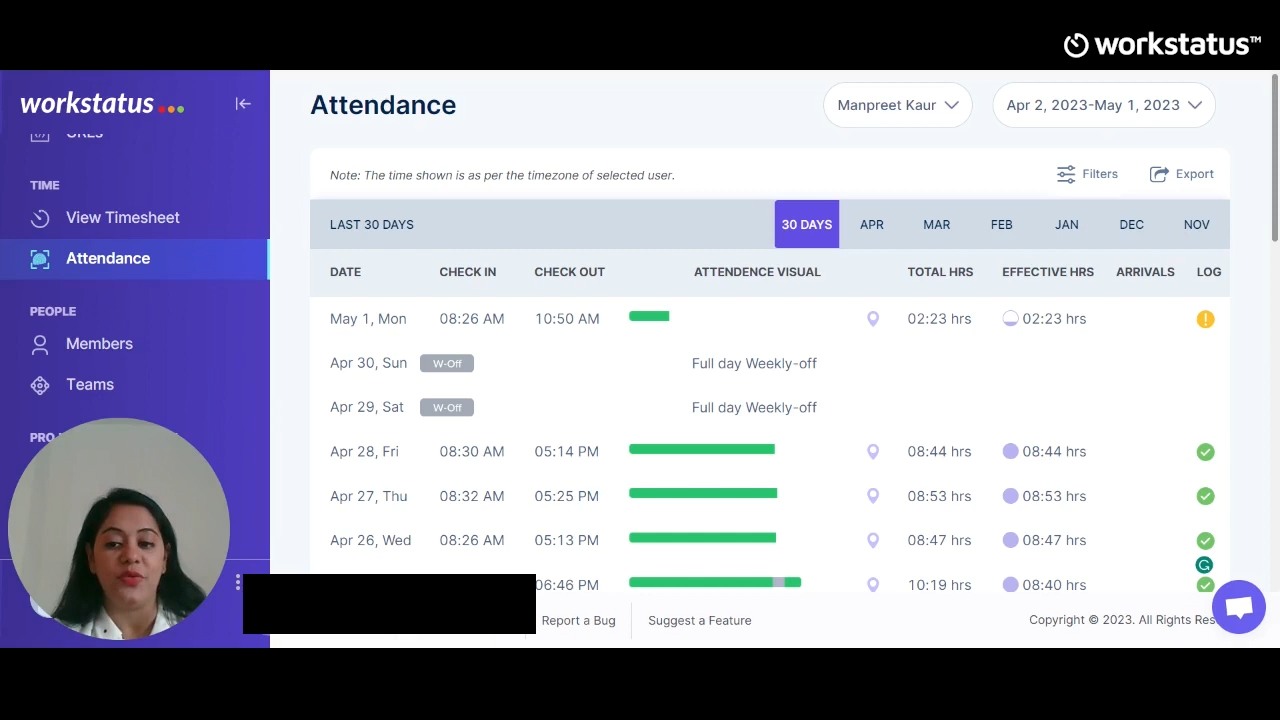 workstatus™
workstatus
URLs
TIME
View Timesheet
Attendance
PEOPLE
Members
Teams
Attendance
Manpreet Kaur
Apr 2, 2023-May 1, 2023
Note: The time shown is as per the timezone of selected user.
Filters
Export
LAST 30 DAYS 30 DAYS APR MAR FEB JAN DEC NOV
DATE CHECK IN CHECK OUT ATTENDENCE VISUAL TOTAL HRS EFFECTIVE HRS ARRIVALS LOG
May 1, Mon 08:26 AM 10:50 AM 02:23 hrs 02:23 hrs
Apr 30, Sun W-Off Full day Weekly-off
Apr 29, Sat W-Off Full day Weekly-off
Apr 28, Fri 08:30 AM 05:14 PM 08:44 hrs 08:44 hrs
Apr 27, Thu 08:32 AM 05:25 PM 08:53 hrs 08:53 hrs
Apr 26, Wed 08:26 AM 05:13 PM 08:47 hrs 08:47 hrs
06:46 PM 10:19 hrs 08:40 hrs
Report a Bug Suggest a Feature Copyright © 2023. All Rights Res